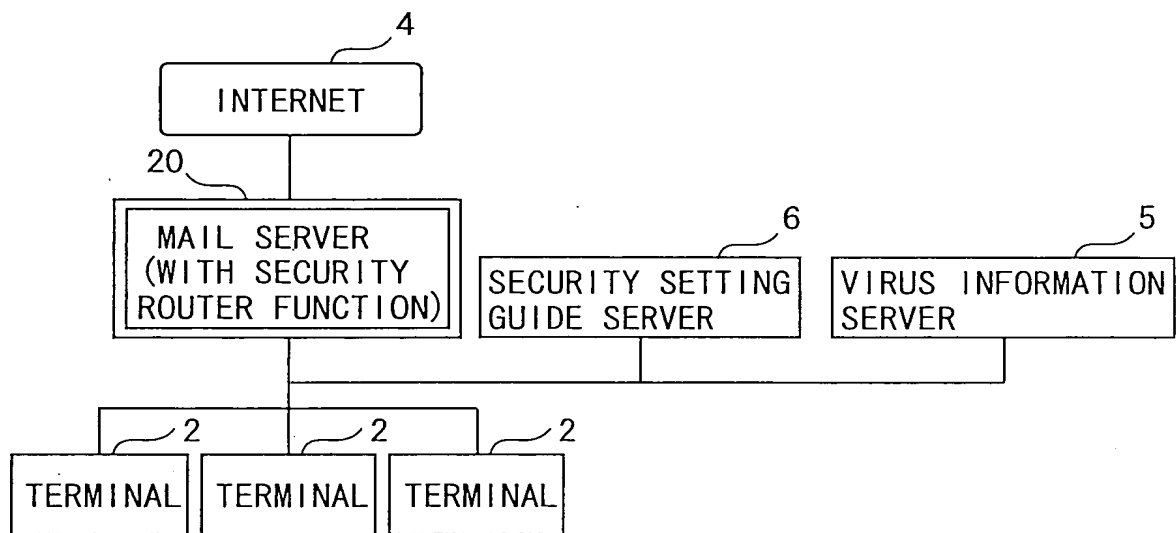 4
INTERNET
20
MAIL SERVER
(WITH SECURITY
ROUTER FUNCTION)
6
SECURITY SETTING
GUIDE SERVER
5
VIRUS INFORMATION
SERVER
2
2
2
TERMINAL
TERMINAL
TERMINAL